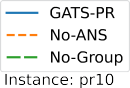 GATS-PR
No-ANS
No-Group
Instance: pr10